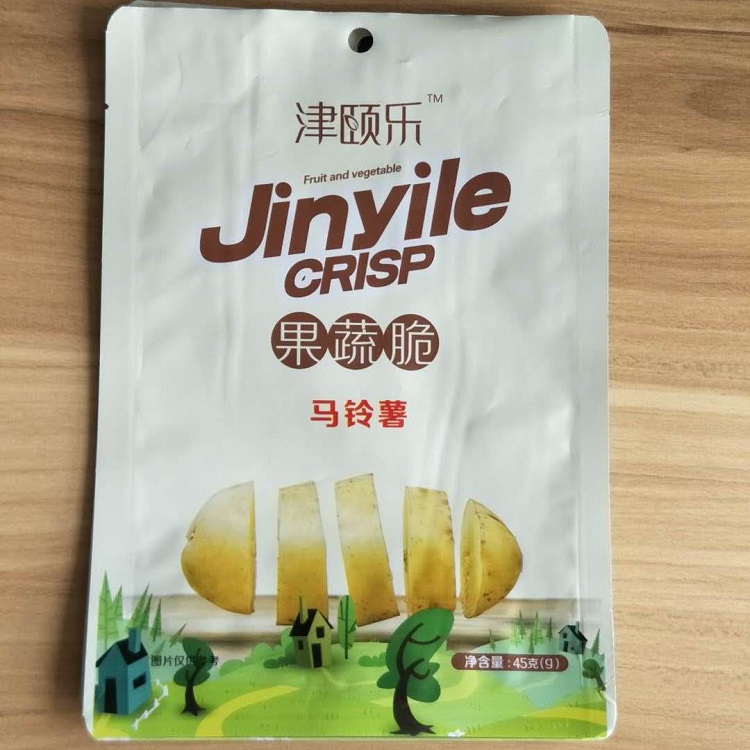 津颐乐™
Fruit and vegetable
Jinyile
CRISP
果蔬脆
马铃薯
图片仅供参考
净含量:45克(g)